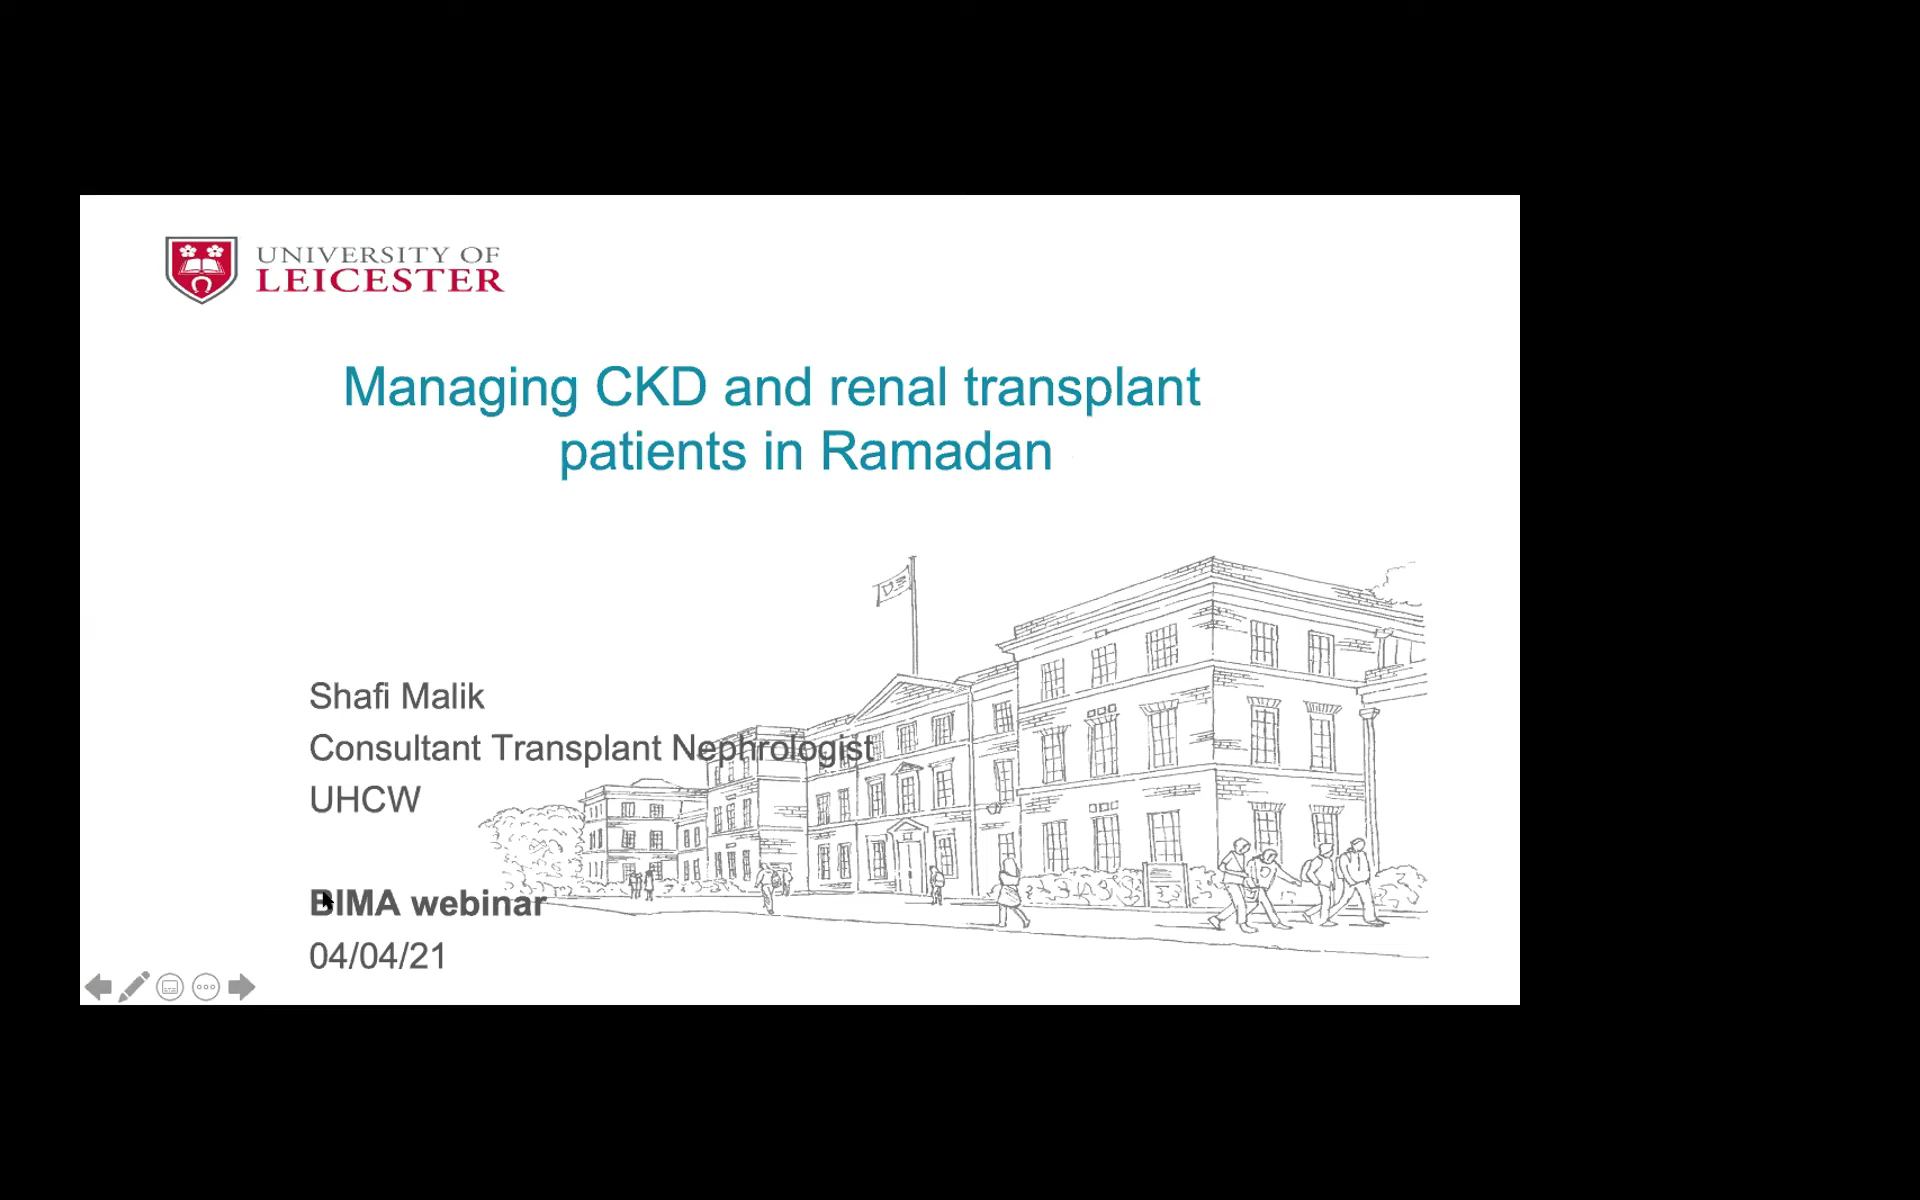 UNIVERSITY OF
LEICESTER
Managing CKD and renal transplant
patients in Ramadan
Shafi Malik
Consultant Transplant Nephrologist
UHCW
BIMA webinar
04/04/21